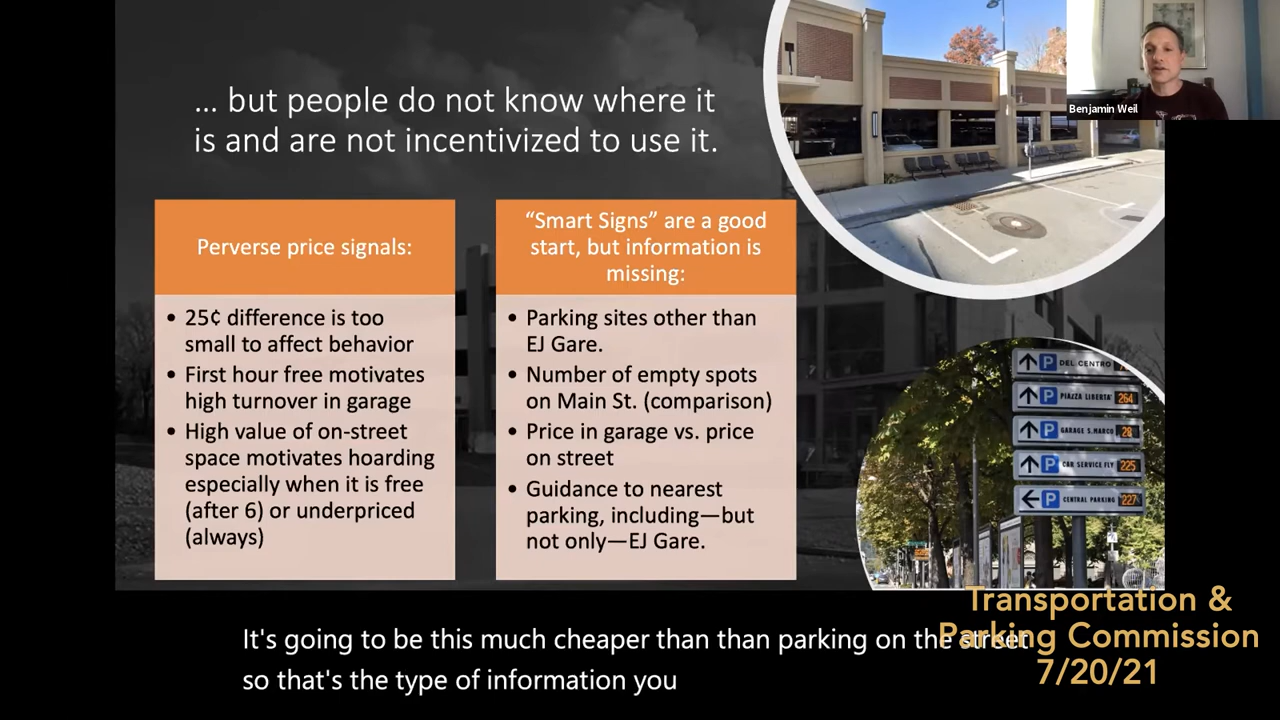 ... but people do not know where it
is and are not incentivized to use it.
Benjamin Weil
Perverse price signals:
• 25¢ difference is too
small to affect behavior
• First hour free motivates
high turnover in garage
• High value of on-street
space motivates hoarding
especially when it is free
(after 6) or underpriced
(always)
“Smart Signs” are a good
start, but information is
missing:
• Parking sites other than
EJ Gare.
• Number of empty spots
on Main St. (comparison)
• Price in garage vs. price
on street
• Guidance to nearest
parking, including—but
not only—EJ Gare.
P DEL CENTRO
P PIAZZA LIBERTA' 264
P GARAGE S.MARCO 28
P CAR SERVICE FLY 225
P CENTRAL PARKING 227
It's going to be this much cheaper than than parking on the street
so that's the type of information you
Transportation &
Parking Commission
7/20/21